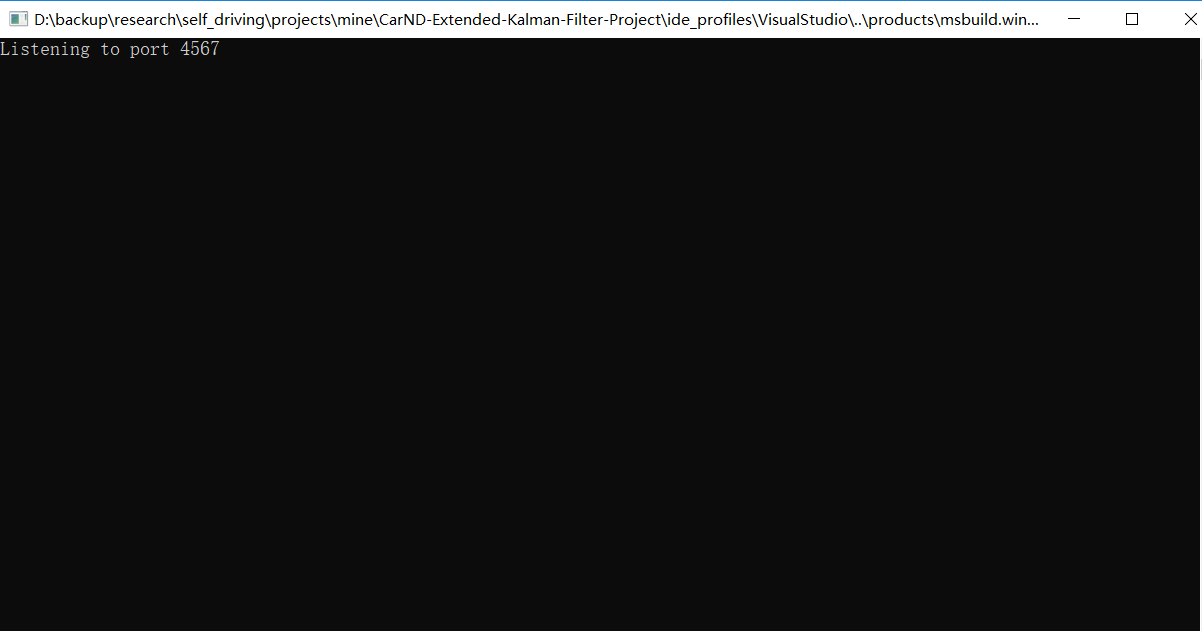 D:\backup\research\self_driving\projects\mine\CarND-Extended-Kalman-Filter-Project\ide_profiles\VisualStudio\..\products\msbuild.win...
Listening to port 4567